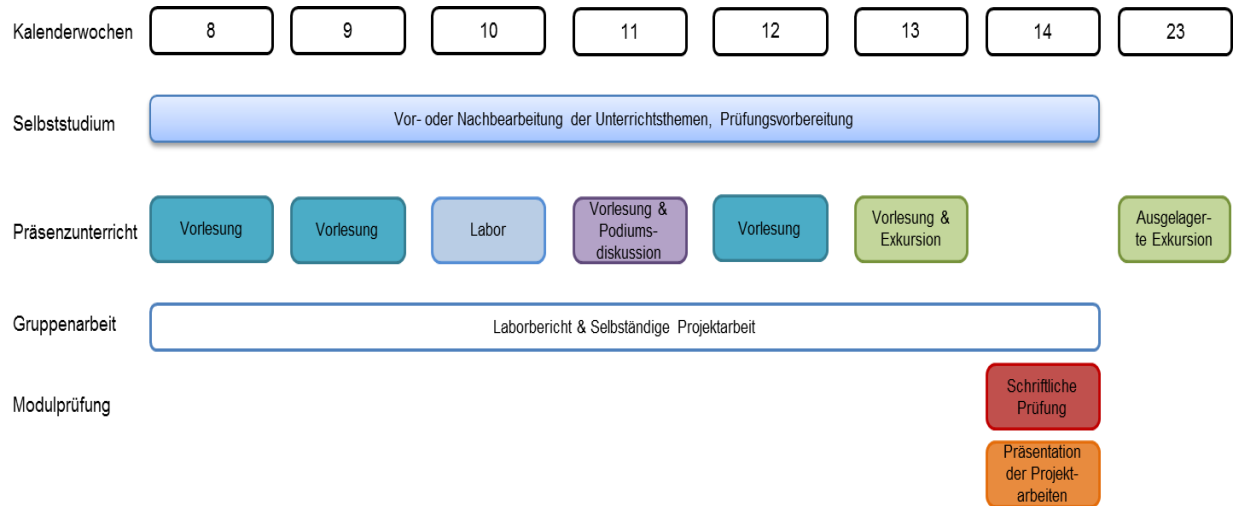 Kalenderwochen 8 9 10 11 12 13 14 23
Selbststudium
Vor- oder Nachbearbeitung der Unterrichtsthemen, Prüfungsvorbereitung
Präsenzunterricht
Vorlesung
Vorlesung
Labor
Vorlesung &
Podiums-
diskussion
Vorlesung
Vorlesung &
Exkursion
Ausgelager-
te Exkursion
Gruppenarbeit
Laborbericht & Selbständige Projektarbeit
Modulprüfung
Schriftliche
Prüfung
Präsentation
der Projekt-
arbeiten